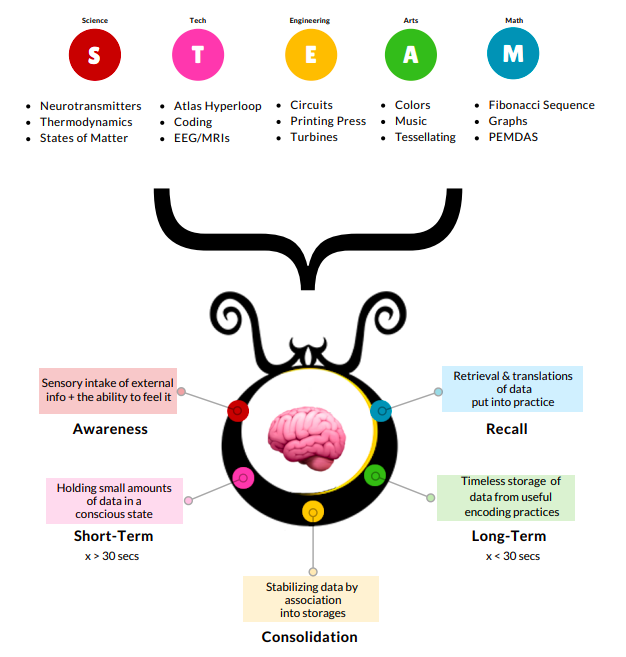 Science
Tech
Engineering
Arts
Math
S
T
E
A
M
• Neurotransmitters
• Thermodynamics
• States of Matter
• Atlas Hyperloop
• Coding
• EEG/MRIs
• Circuits
• Printing Press
• Turbines
• Colors
• Music
• Tessellating
• Fibonacci Sequence
• Graphs
• PEMDAS
Sensory intake of external
info + the ability to feel it
Awareness
Retrieval & translations
of data
put into practice
Recall
Holding small amounts
of data in a
conscious state
Short-Term
x > 30 secs
Timeless storage of
data from useful
encoding practices
Long-Term
x < 30 secs
Stabilizing data by
association
into storages
Consolidation